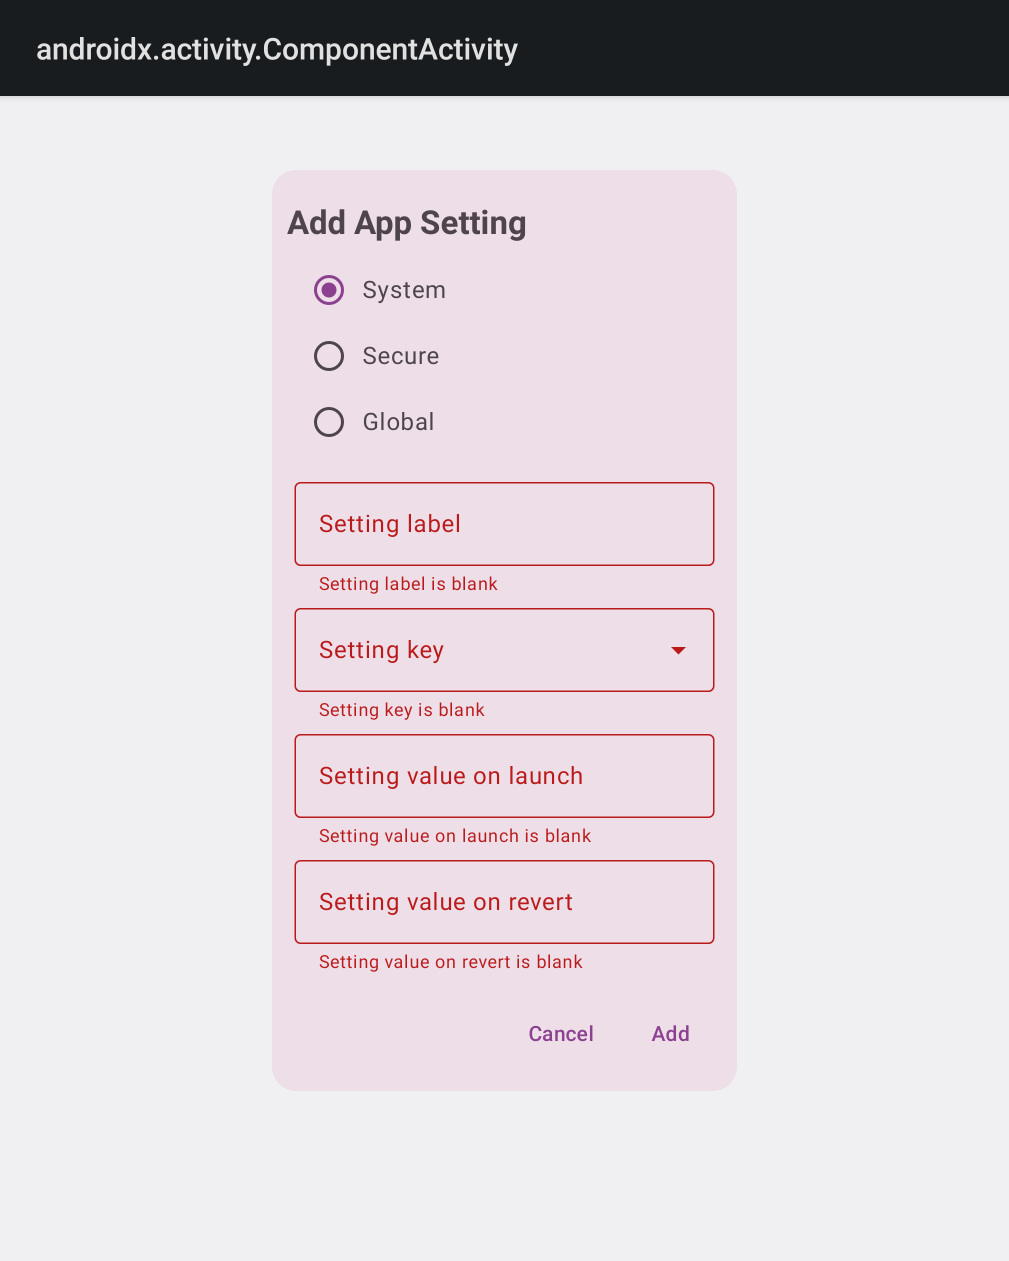 androidx.activity.ComponentActivity
Add App Setting
System
Secure
Global
Setting label
Setting label is blank
Setting key
Setting key is blank
Setting value on launch
Setting value on launch is blank
Setting value on revert
Setting value on revert is blank
Cancel Add